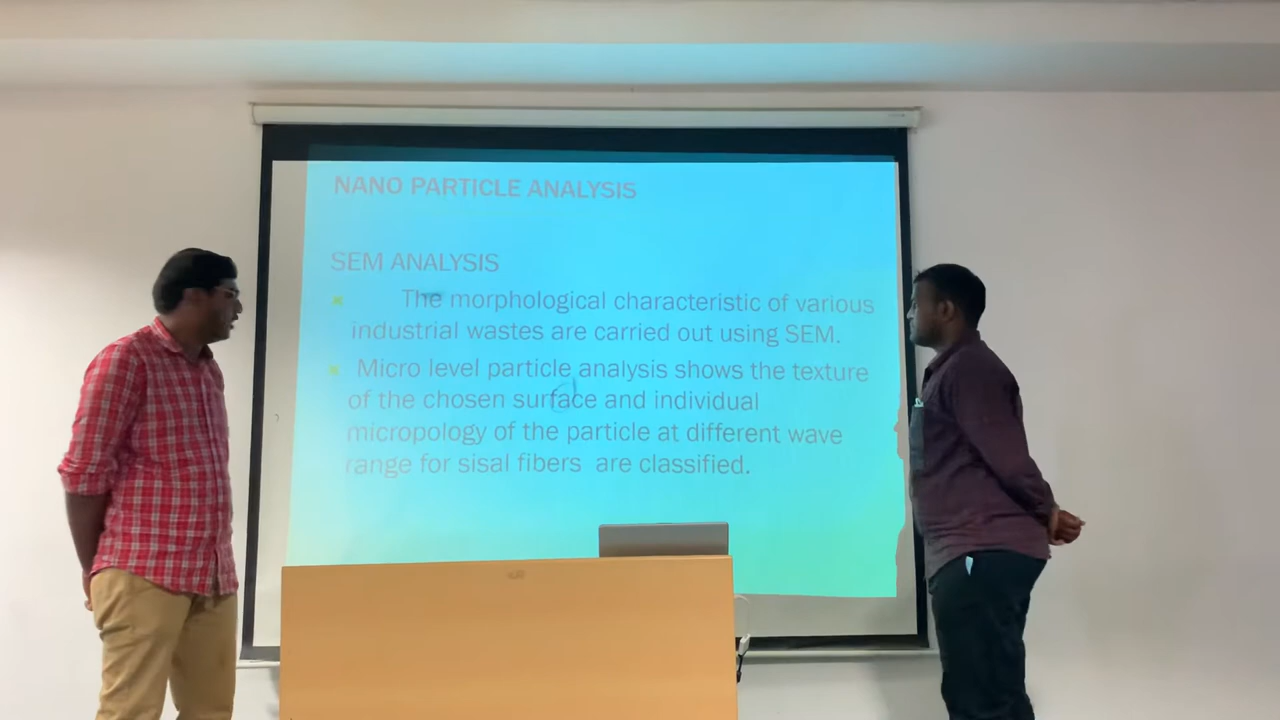 NANO PARTICLE ANALYSIS
SEM ANALYSIS
The morphological characteristic of various
industrial wastes are carried out using SEM.
Micro level particle analysis shows the texture
of the chosen surface and individual
micropology of the particle at different wave
range for sisal fibers are classified.